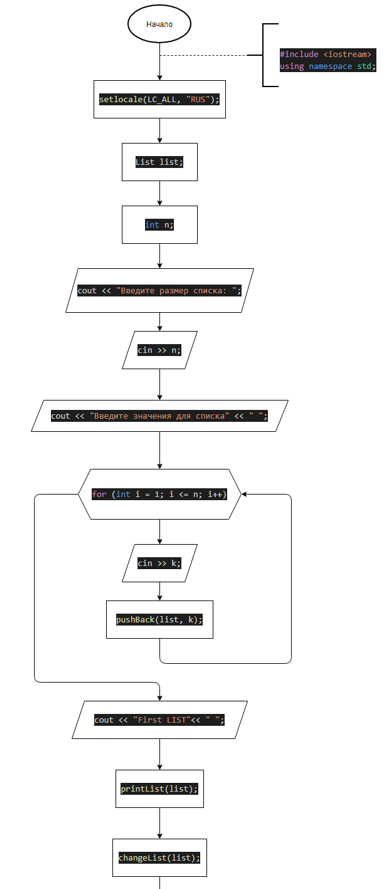 Начало
#include <iostream>
using namespace std;
setlocale(LC_ALL, "RUS");
List list;
int n;
cout << "Введите размер списка: ";
cin >> n;
cout << "Введите значения для списка" << " ";
for (int i = 1; i <= n; i++)
cin >> k;
pushBack(list, k);
cout << "First LIST"<< " ";
printList(list);
changeList(list);